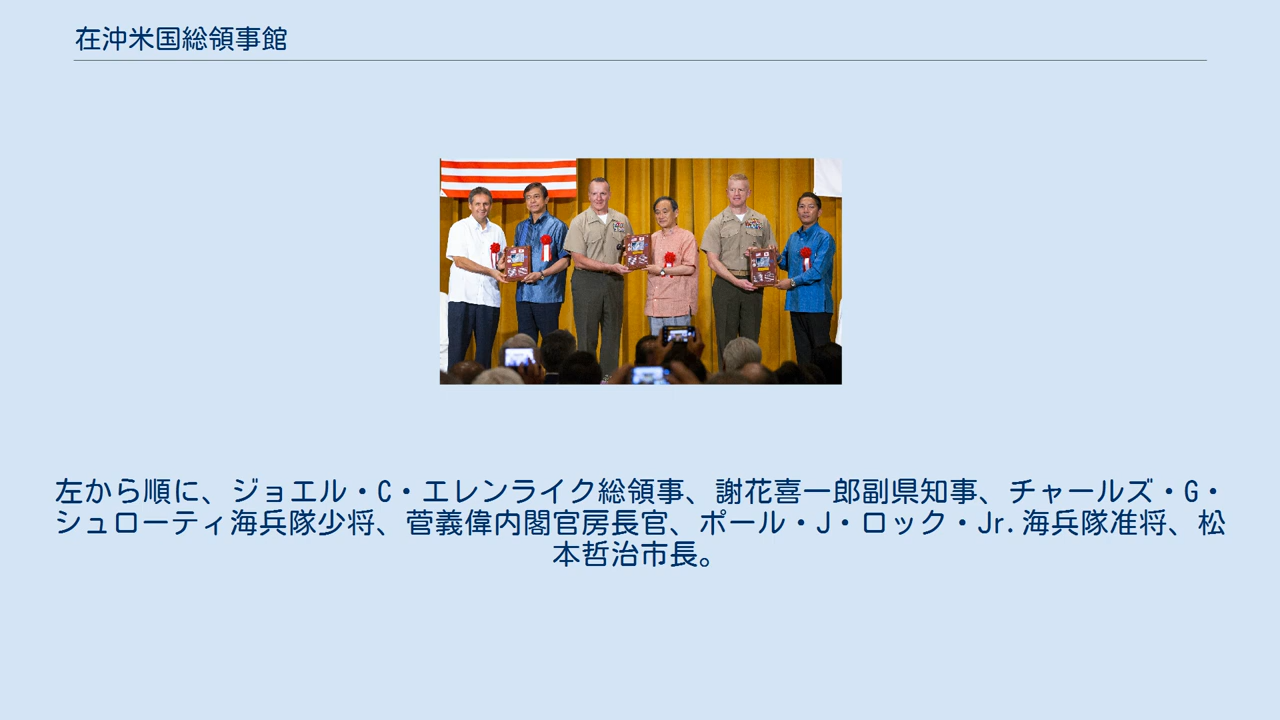 在沖米国総領事館
左から順に、ジョエル・C・エレンライク総領事、謝花喜一郎副県知事、チャールズ・G・
シュローティ海兵隊少将、菅義偉内閣官房長官、ポール・J・ロック・Jr.海兵隊准将、松
本哲治市長。